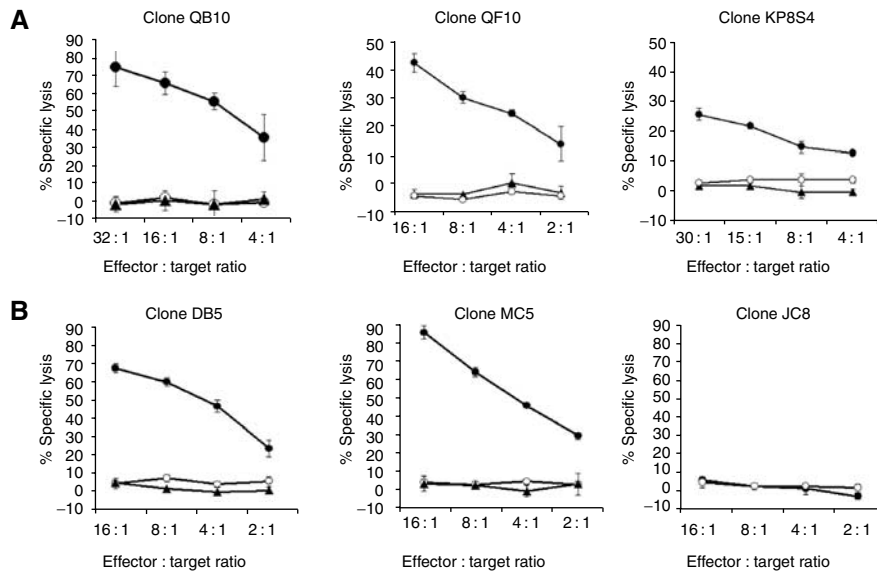 A
Clone QB10
Clone QF10
Clone KP8S4
% Specific lysis
90
80
70
60
50
40
30
20
10
0
−10
32 : 1 16 : 1 8 : 1 4 : 1
Effector : target ratio
% Specific lysis
50
40
30
20
10
0
−10
16 : 1 8 : 1 4 : 1 2 : 1
Effector : target ratio
% Specific lysis
50
40
30
20
10
0
−10
30 : 1 15 : 1 8 : 1 4 : 1
Effector : target ratio
B
Clone DB5
Clone MC5
Clone JC8
% Specific lysis
90
80
70
60
50
40
30
20
10
0
−10
16 : 1 8 : 1 4 : 1 2 : 1
Effector : target ratio
% Specific lysis
90
80
70
60
50
40
30
20
10
0
−10
16 : 1 8 : 1 4 : 1 2 : 1
Effector : target ratio
% Specific lysis
90
80
70
60
50
40
30
20
10
0
−10
16 : 1 8 : 1 4 : 1 2 : 1
Effector : target ratio